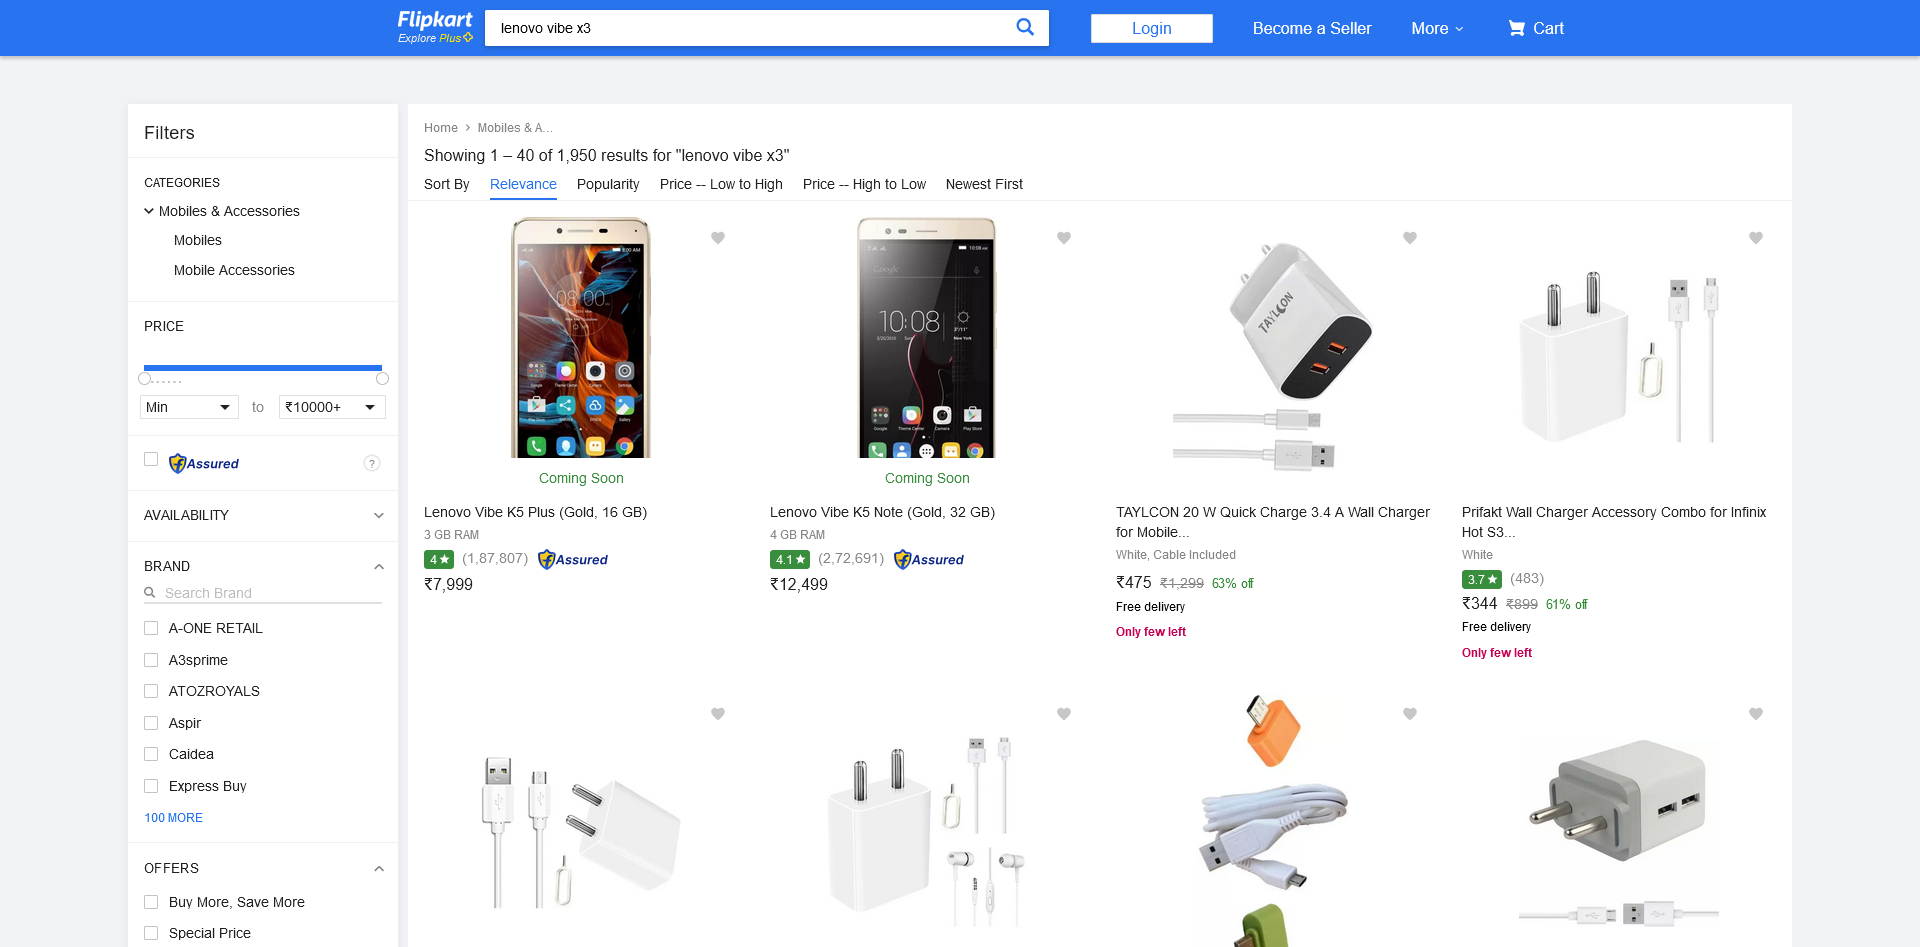 Flipkart
Explore Plus
lenovo vibe x3
Login
Become a Seller
More
Cart
Filters
CATEGORIES
Mobiles & Accessories
Mobiles
Mobile Accessories
PRICE
Min
to
₹10000+
Assured
?
AVAILABILITY
BRAND
Search Brand
A-ONE RETAIL
A3sprime
ATOZROYALS
Aspir
Caidea
Express Buy
100 MORE
OFFERS
Buy More, Save More
Special Price
Home
Mobiles & A...
Showing 1 – 40 of 1,950 results for "lenovo vibe x3"
Sort By
Relevance
Popularity
Price -- Low to High
Price -- High to Low
Newest First
08:00
Coming Soon
Lenovo Vibe K5 Plus (Gold, 16 GB)
3 GB RAM
4
(1,87,807)
Assured
₹7,999
Google
10:08
Coming Soon
Lenovo Vibe K5 Note (Gold, 32 GB)
4 GB RAM
4.1
(2,72,691)
Assured
₹12,499
TAYLCON
TAYLCON 20 W Quick Charge 3.4 A Wall Charger
for Mobile...
White, Cable Included
₹475 ₹1,299 63% off
Free delivery
Only few left
Prifakt Wall Charger Accessory Combo for Infinix
Hot S3...
White
3.7
(483)
₹344 ₹899 61% off
Free delivery
Only few left